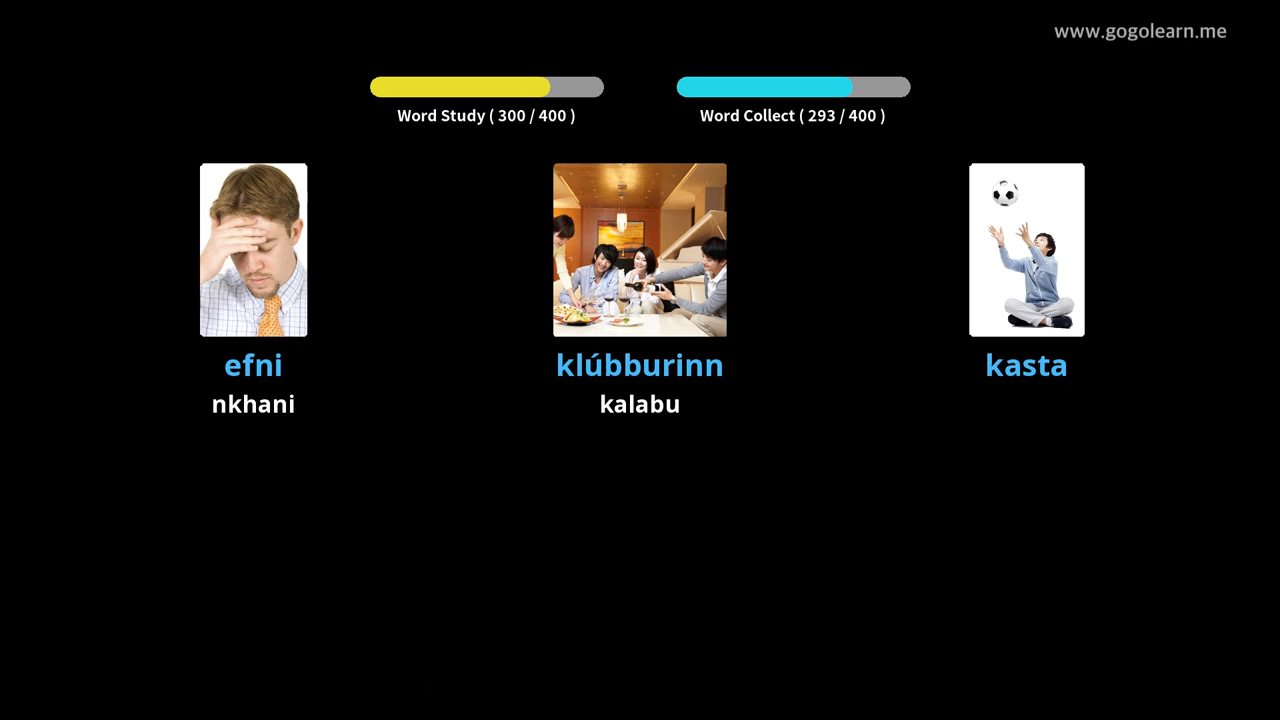 www.gogolearn.me
Word Study ( 300 / 400 )
Word Collect ( 293 / 400 )
efni
klúbburinn
kasta
nkhani
kalabu